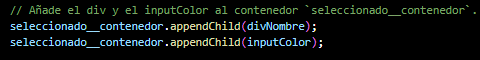 // Añade el div y el inputColor al contenedor `seleccionado__contenedor`.
seleccionado__contenedor.appendChild(divNombre);
seleccionado__contenedor.appendChild(inputColor);